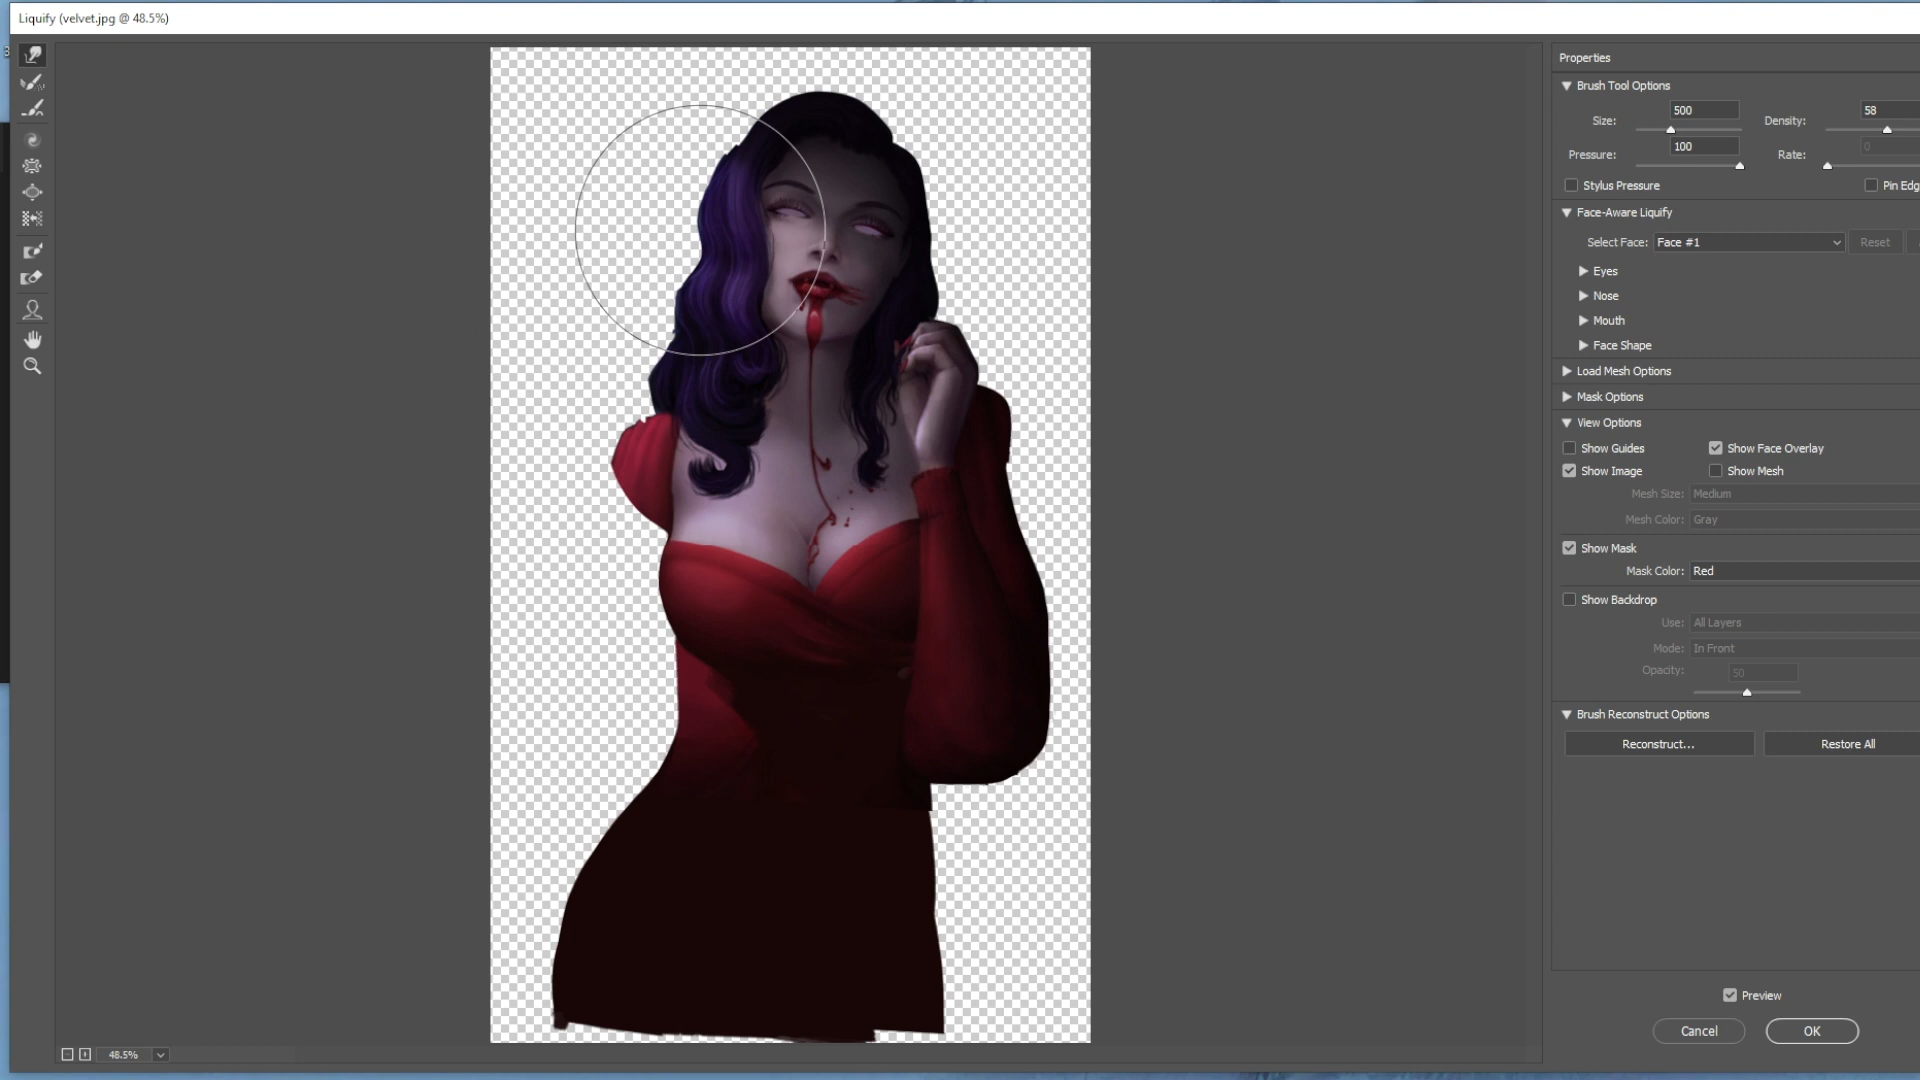 Liquify (velvet.jpg @ 48.5%)
Properties
Brush Tool Options
Size: 500 Density: 58
Pressure: 100 Rate: 0
Stylus Pressure Pin Edg
Face-Aware Liquify
Select Face: Face #1 Reset
Eyes
Nose
Mouth
Face Shape
Load Mesh Options
Mask Options
View Options
Show Guides Show Face Overlay
Show Image Show Mesh
Mesh Size: Medium
Mesh Color: Gray
Show Mask
Mask Color: Red
Show Backdrop
Use: All Layers
Mode: In Front
Opacity: 50
Brush Reconstruct Options
Reconstruct... Restore All
Preview
Cancel OK
48.5%